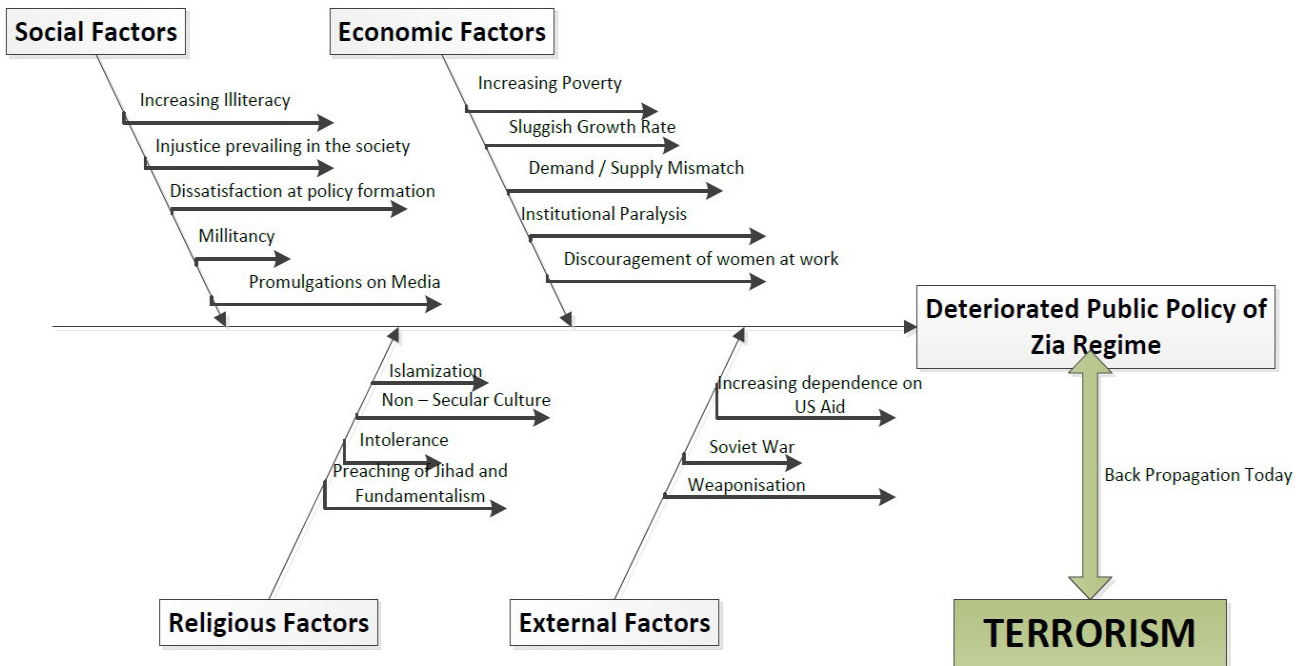 Social Factors
Increasing Illiteracy
Injustice prevailing in the society
Dissatisfaction at policy formation
Millitancy
Promulgations on Media
Economic Factors
Increasing Poverty
Sluggish Growth Rate
Demand / Supply Mismatch
Institutional Paralysis
Discouragement of women at work
Deteriorated Public Policy of
Zia Regime
Islamization
Non – Secular Culture
Intolerance
Preaching of Jihad and
Fundamentalism
Religious Factors
Increasing dependence on
US Aid
Soviet War
Weaponisation
External Factors
Back Propagation Today
TERRORISM